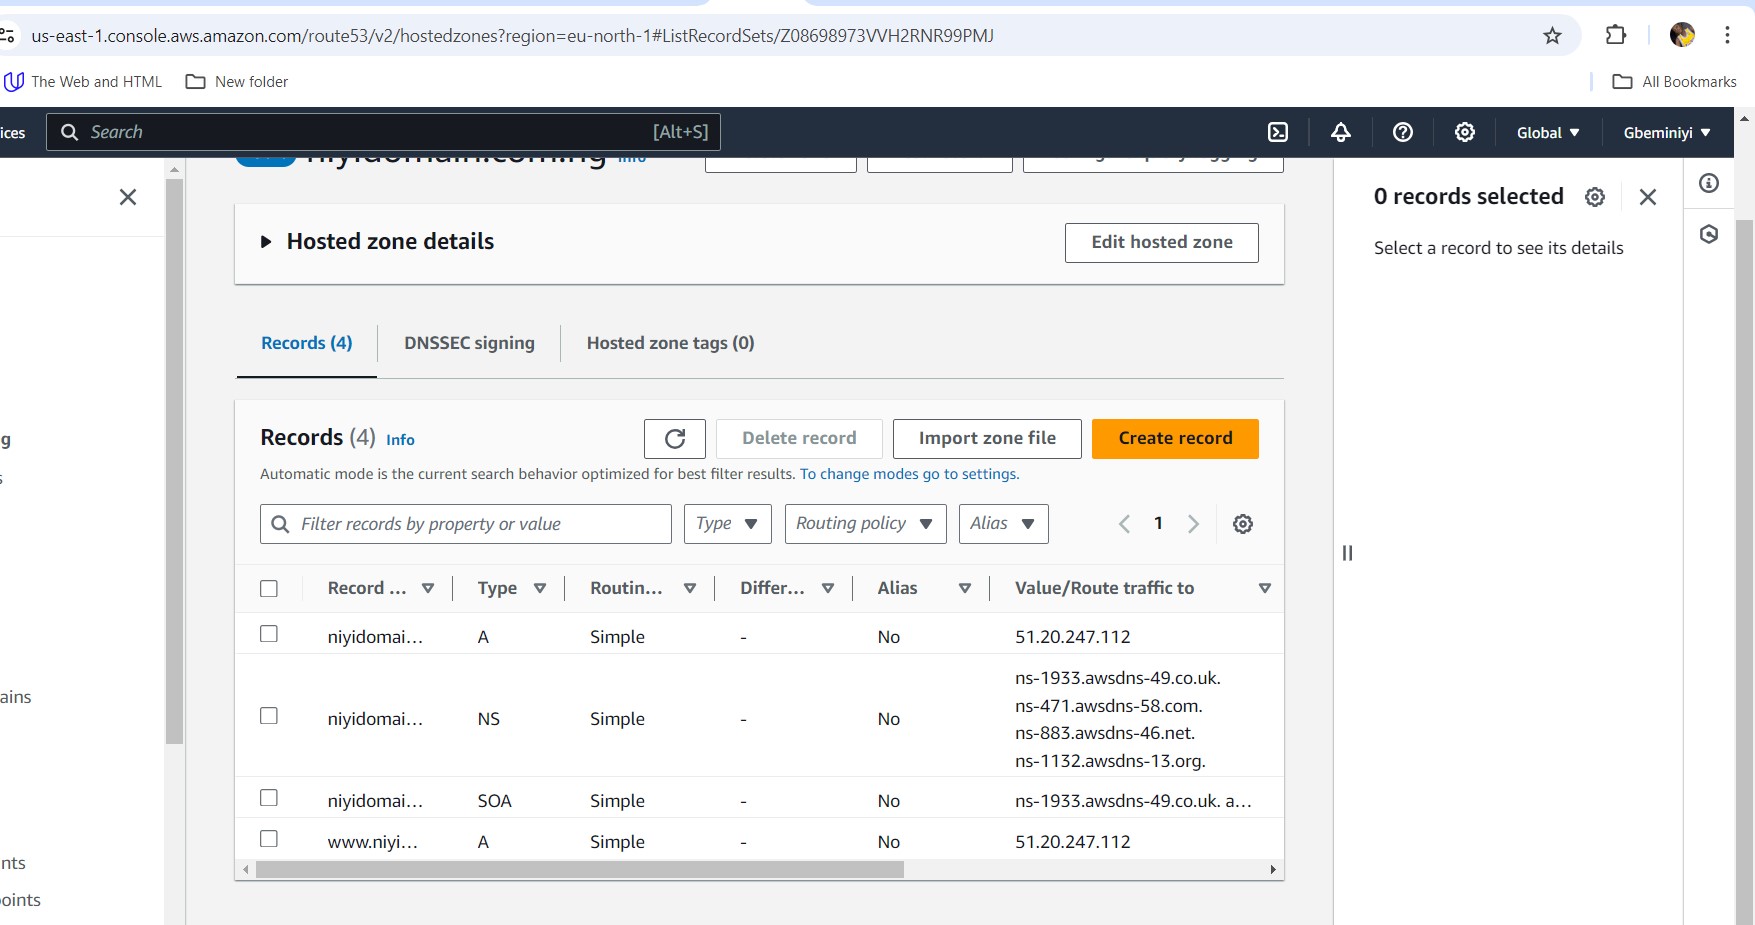 us-east-1.console.aws.amazon.com/route53/v2/hostedzones?region=eu-north-1#ListRecordSets/Z08698973VVH2RNR99PMJ
The Web and HTML New folder All Bookmarks
ices Search [Alt+S] Global Gbeminiyi
niyidomain.com.ng Info
0 records selected
Select a record to see its details
Hosted zone details Edit hosted zone
Records (4) DNSSEC signing Hosted zone tags (0)
Records (4) Info Delete record Import zone file Create record
Automatic mode is the current search behavior optimized for best filter results. To change modes go to settings.
Filter records by property or value Type Routing policy Alias 1
Record ... Type Routin... Differ... Alias Value/Route traffic to
niyidomai... A Simple - No 51.20.247.112
niyidomai... NS Simple - No ns-1933.awsdns-49.co.uk.
ns-471.awsdns-58.com.
ns-883.awsdns-46.net.
ns-1132.awsdns-13.org.
niyidomai... SOA Simple - No ns-1933.awsdns-49.co.uk. a...
www.niyi... A Simple - No 51.20.247.112
g
s
ains
nts
oints